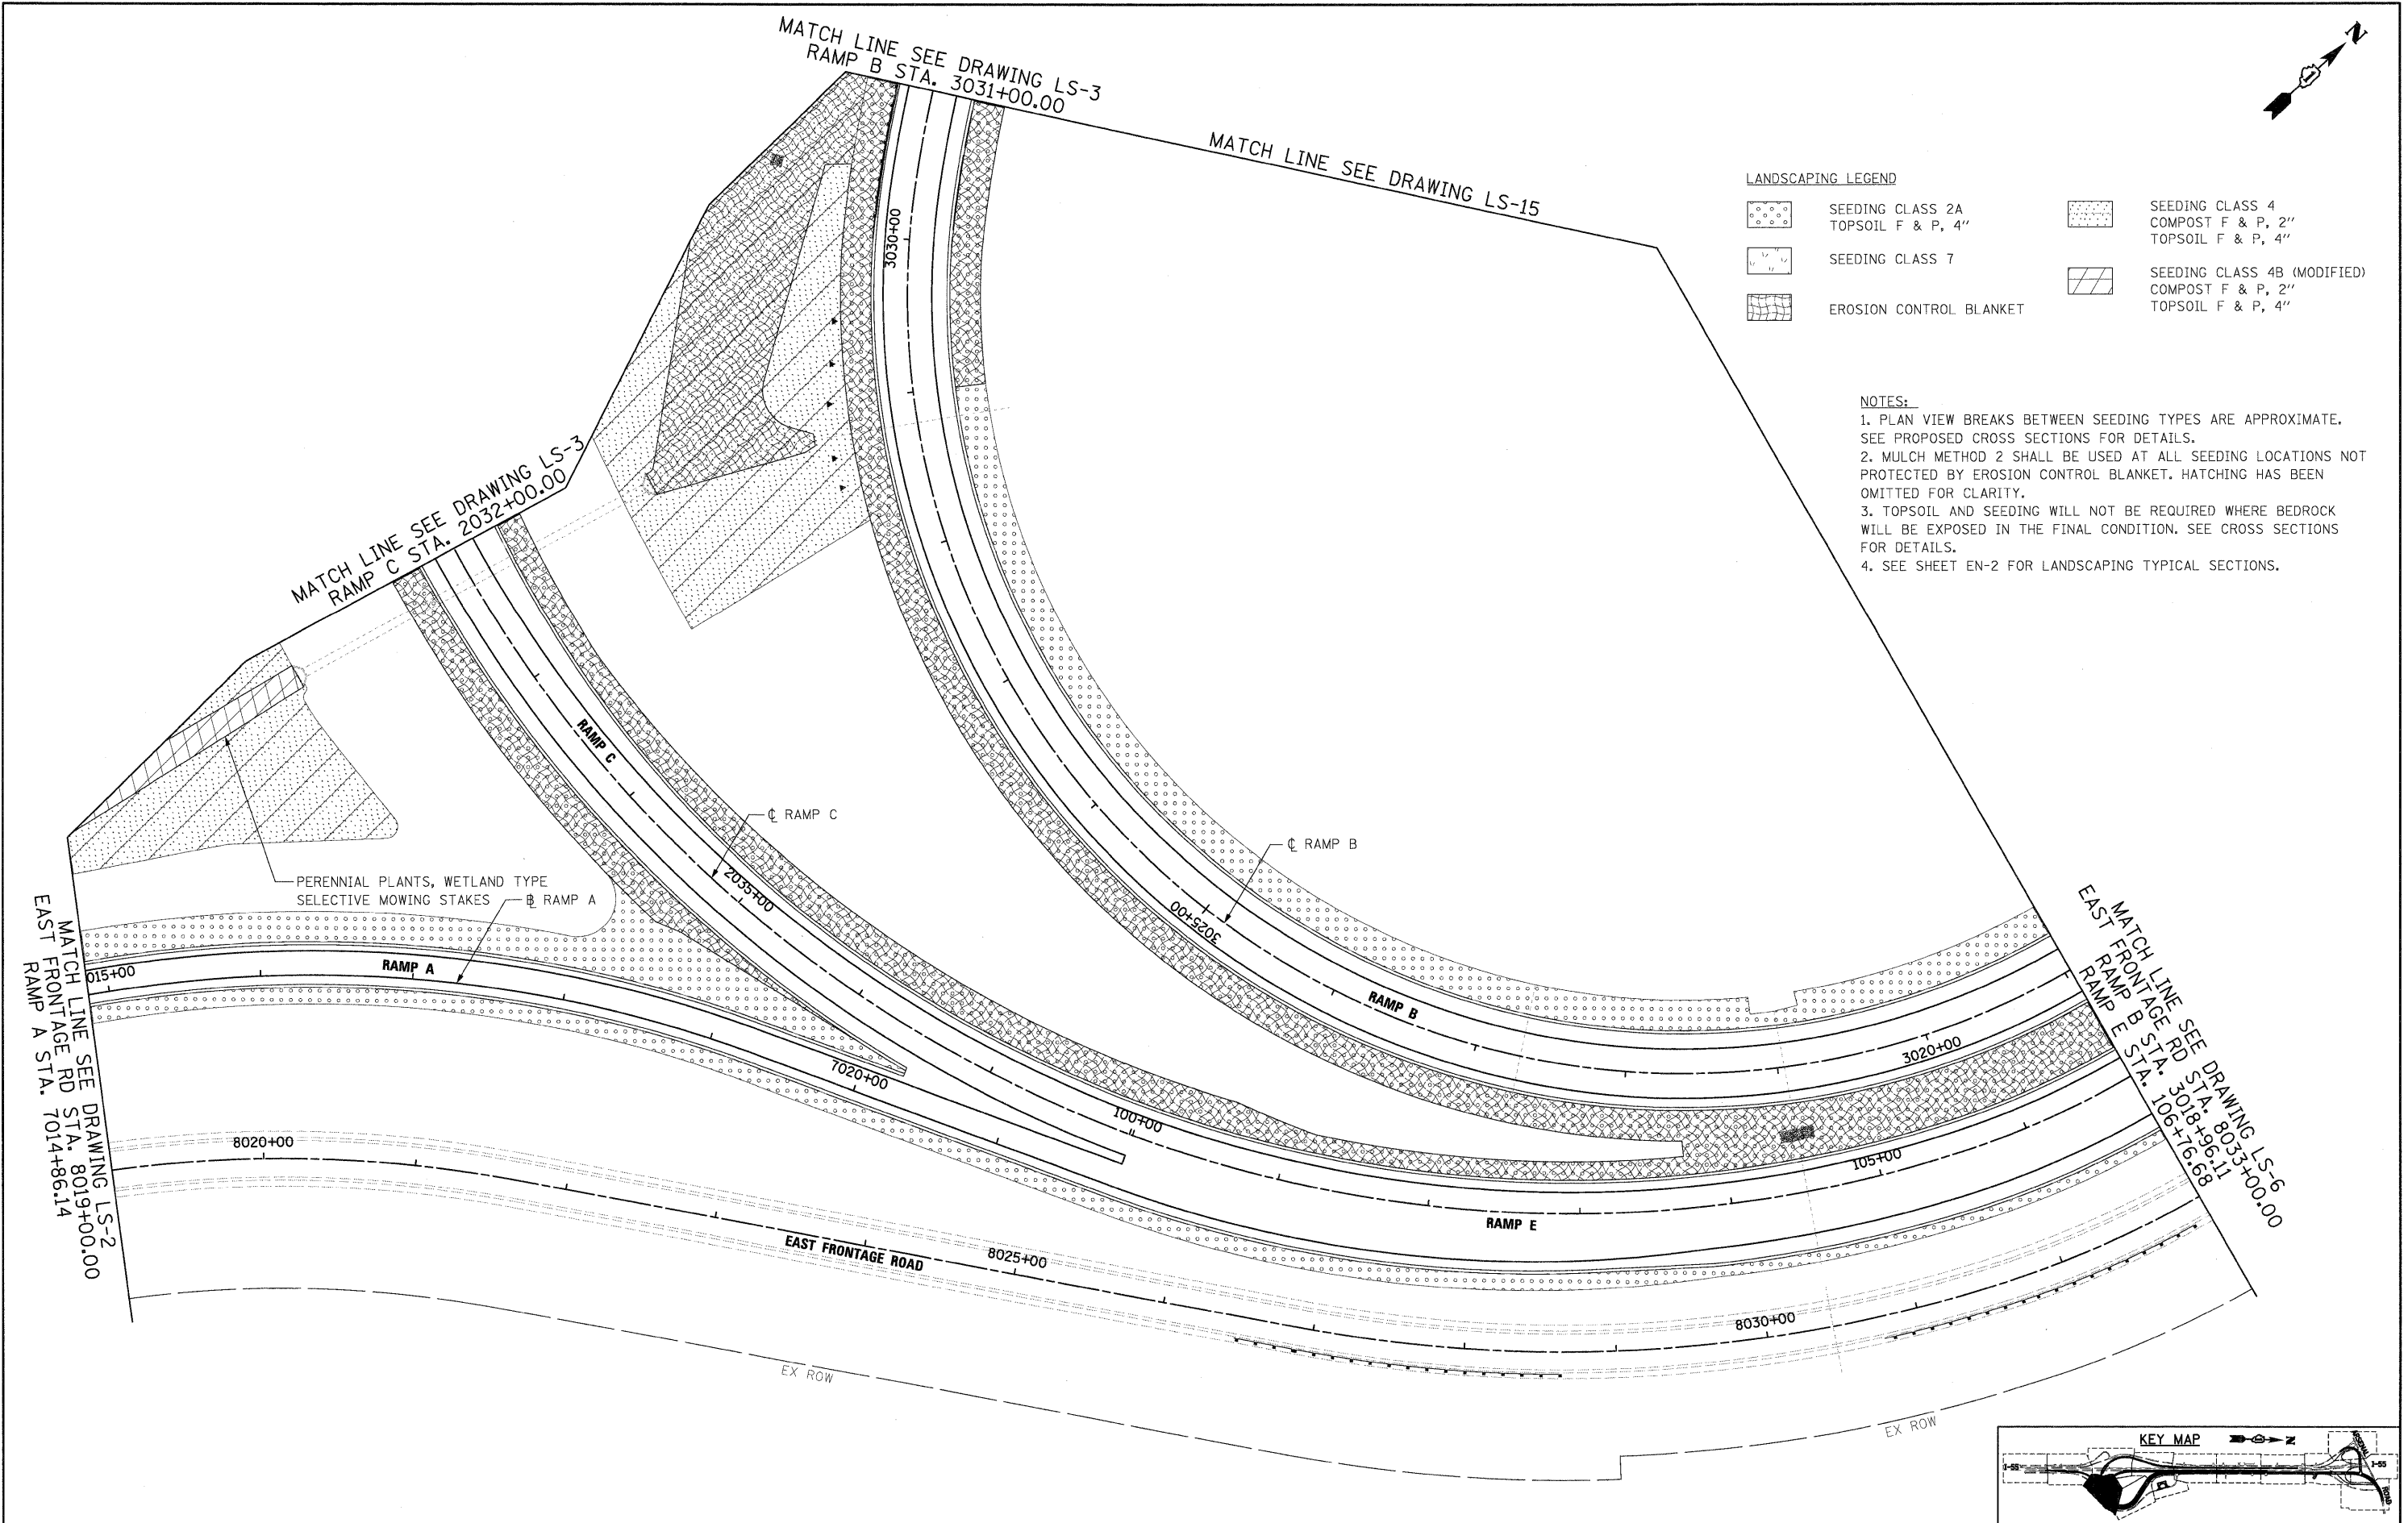 MATCH LINE SEE DRAWING LS-3
RAMP B STA. 3031+00.00
N
MATCH LINE SEE DRAWING LS-15
LANDSCAPING LEGEND
SEEDING CLASS 2A
TOPSOIL F & P, 4"
SEEDING CLASS 7
EROSION CONTROL BLANKET
SEEDING CLASS 4
COMPOST F & P, 2"
TOPSOIL F & P, 4"
SEEDING CLASS 4B (MODIFIED)
COMPOST F & P, 2"
TOPSOIL F & P, 4"
NOTES:
1. PLAN VIEW BREAKS BETWEEN SEEDING TYPES ARE APPROXIMATE.
SEE PROPOSED CROSS SECTIONS FOR DETAILS.
2. MULCH METHOD 2 SHALL BE USED AT ALL SEEDING LOCATIONS NOT
PROTECTED BY EROSION CONTROL BLANKET. HATCHING HAS BEEN
OMITTED FOR CLARITY.
3. TOPSOIL AND SEEDING WILL NOT BE REQUIRED WHERE BEDROCK
WILL BE EXPOSED IN THE FINAL CONDITION. SEE CROSS SECTIONS
FOR DETAILS.
4. SEE SHEET EN-2 FOR LANDSCAPING TYPICAL SECTIONS.
3030+00
MATCH LINE SEE DRAWING LS-3
RAMP C STA. 2032+00.00
RAMP C
℄ RAMP C
2035+00
℄ RAMP B
3025+00
RAMP B
3020+00
PERENNIAL PLANTS, WETLAND TYPE
SELECTIVE MOWING STAKES
B RAMP A
015+00
RAMP A
7020+00
100+00
105+00
RAMP E
MATCH LINE SEE DRAWING LS-2
EAST FRONTAGE RD STA. 8019+00.00
RAMP A STA. 7014+86.14
MATCH LINE SEE DRAWING LS-6
EAST FRONTAGE RD STA. 8033+00.00
RAMP B STA. 3018+96.11
RAMP E STA. 106+76.68
8020+00
EAST FRONTAGE ROAD
8025+00
8030+00
EX ROW
EX ROW
KEY MAP
N
I-55
I-55
ROAD